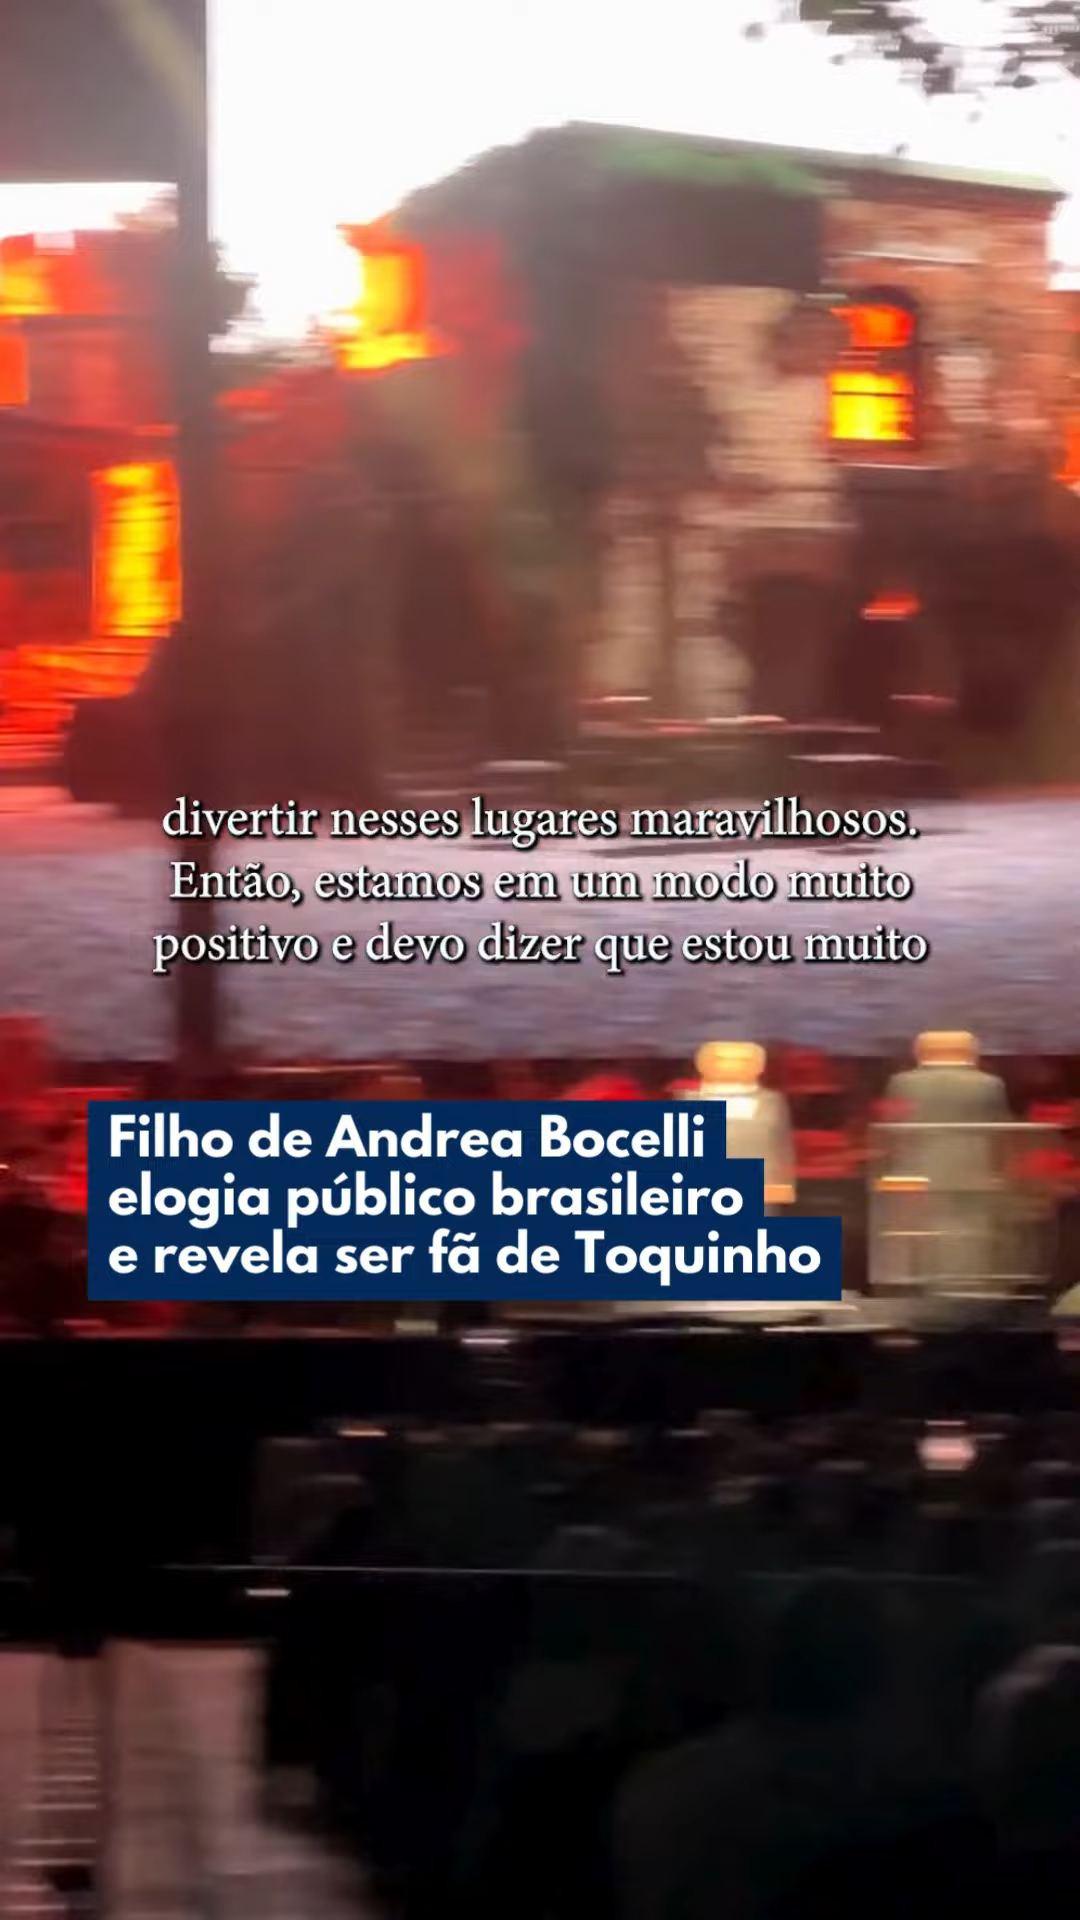 divertir nesses lugares maravilhosos.
Então, estamos em um modo muito
positivo e devo dizer que estou muito
Filho de Andrea Bocelli
elogia público brasileiro
e revela ser fã de Toquinho